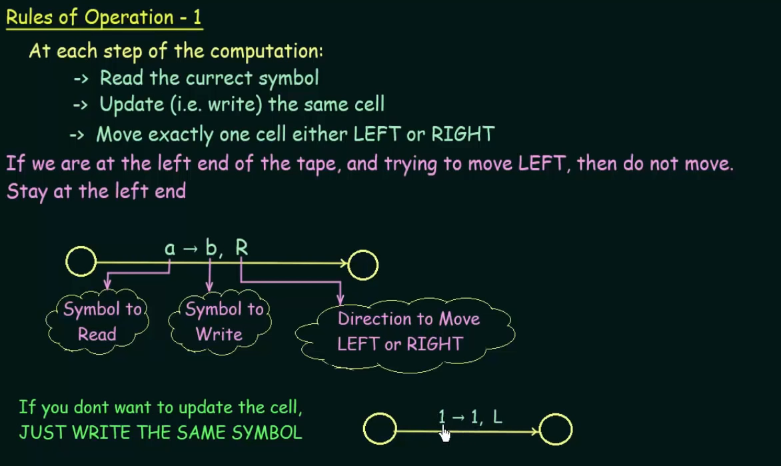 Rules of Operation - 1
At each step of the computation:
-> Read the currect symbol
-> Update (i.e. write) the same cell
-> Move exactly one cell either LEFT or RIGHT
If we are at the left end of the tape, and trying to move LEFT, then do not move.
Stay at the left end
a → b, R
Symbol to
Read
Symbol to
Write
Direction to Move
LEFT or RIGHT
If you dont want to update the cell,
JUST WRITE THE SAME SYMBOL
1 → 1, L